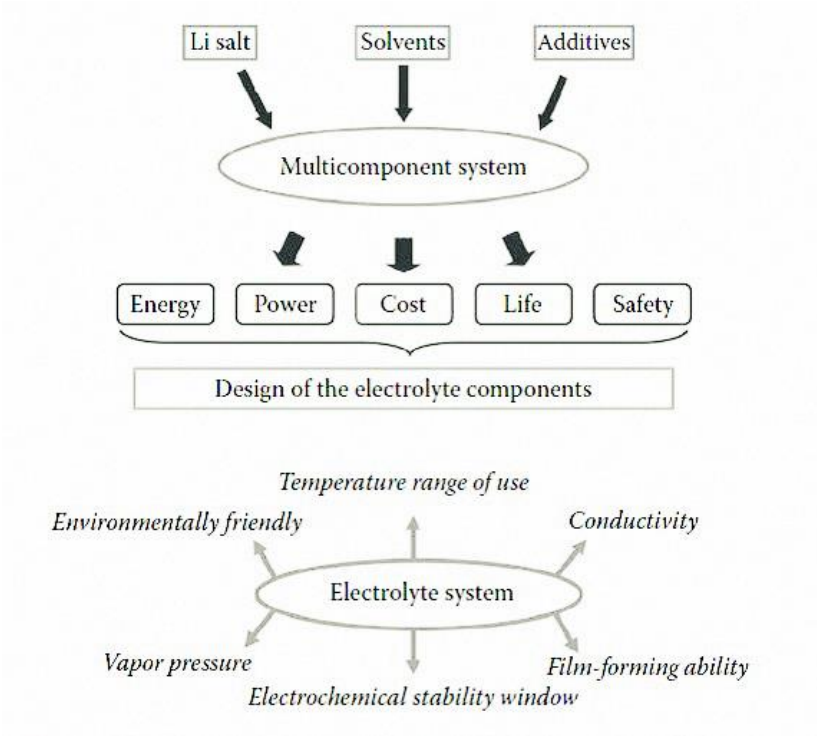 Li salt
Solvents
Additives
Multicomponent system
Energy
Power
Cost
Life
Safety
Design of the electrolyte components
Temperature range of use
Environmentally friendly
Conductivity
Electrolyte system
Vapor pressure
Film-forming ability
Electrochemical stability window